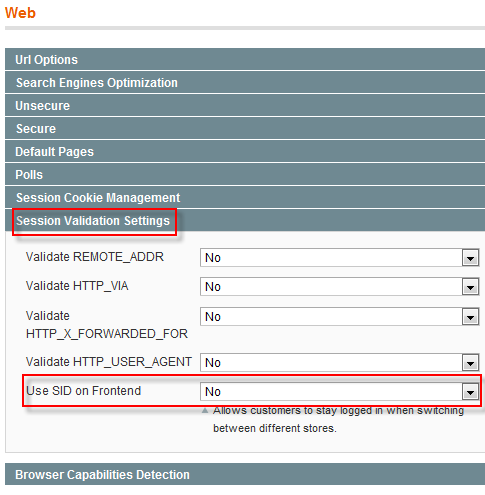 Web
Url Options
Search Engines Optimization
Unsecure
Secure
Default Pages
Polls
Session Cookie Management
Session Validation Settings
Validate REMOTE_ADDR No
Validate HTTP_VIA No
Validate No
HTTP_X_FORWARDED_FOR
Validate HTTP_USER_AGENT No
Use SID on Frontend No
Allows customers to stay logged in when switching
between different stores.
Browser Capabilities Detection